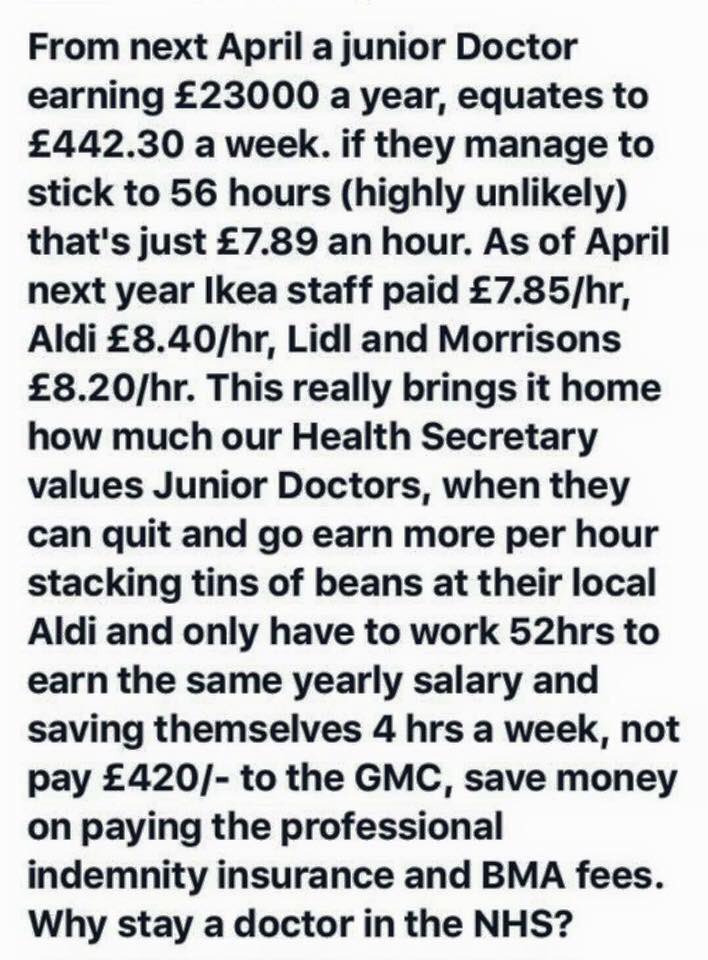 From next April a junior Doctor
earning £23000 a year, equates to
£442.30 a week. if they manage to
stick to 56 hours (highly unlikely)
that's just £7.89 an hour. As of April
next year Ikea staff paid £7.85/hr,
Aldi £8.40/hr, Lidl and Morrisons
£8.20/hr. This really brings it home
how much our Health Secretary
values Junior Doctors, when they
can quit and go earn more per hour
stacking tins of beans at their local
Aldi and only have to work 52hrs to
earn the same yearly salary and
saving themselves 4 hrs a week, not
pay £420/- to the GMC, save money
on paying the professional
indemnity insurance and BMA fees.
Why stay a doctor in the NHS?